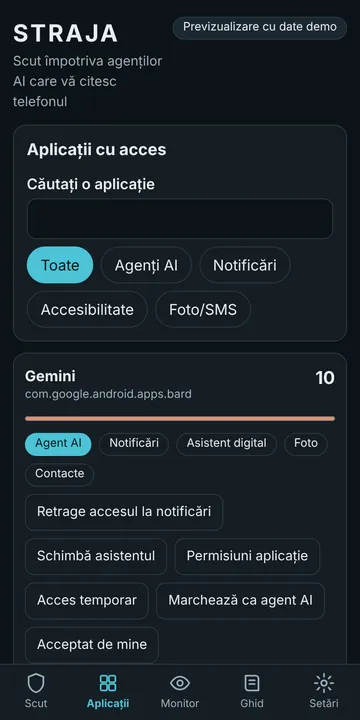 STRAJA
Previzualizare cu date demo
Scut împotriva agenților
AI care vă citesc
telefonul
Aplicații cu acces
Căutați o aplicație
Toate
Agenți AI
Notificări
Accesibilitate
Foto/SMS
Gemini
10
com.google.android.apps.bard
Agent AI
Notificări
Asistent digital
Foto
Contacte
Retrage accesul la notificări
Schimbă asistentul
Permisiuni aplicație
Acces temporar
Marchează ca agent AI
Acceptat de mine
Scut
Aplicații
Monitor
Ghid
Setări